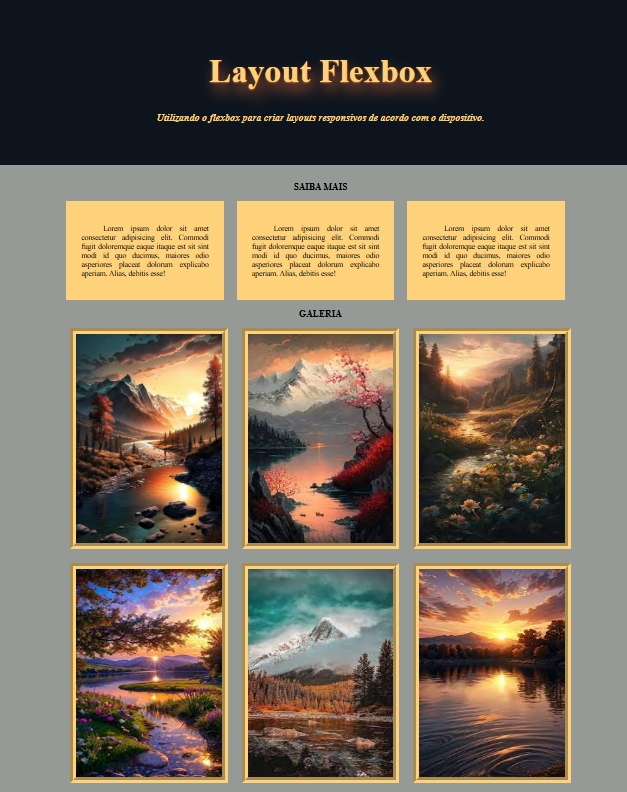 Layout Flexbox
Utilizando o flexbox para criar layouts responsivos de acordo com o dispositivo.
SAIBA MAIS
Lorem ipsum dolor sit amet
consectetur adipisicing elit. Commodi
fugit doloremque eaque itaque est sit sint
modi id quo ducimus, maiores odio
asperiores placeat dolorum explicabo
aperiam. Alias, debitis esse!
Lorem ipsum dolor sit amet
consectetur adipisicing elit. Commodi
fugit doloremque eaque itaque est sit sint
modi id quo ducimus, maiores odio
asperiores placeat dolorum explicabo
aperiam. Alias, debitis esse!
Lorem ipsum dolor sit amet
consectetur adipisicing elit. Commodi
fugit doloremque eaque itaque est sit sint
modi id quo ducimus, maiores odio
asperiores placeat dolorum explicabo
aperiam. Alias, debitis esse!
GALERIA